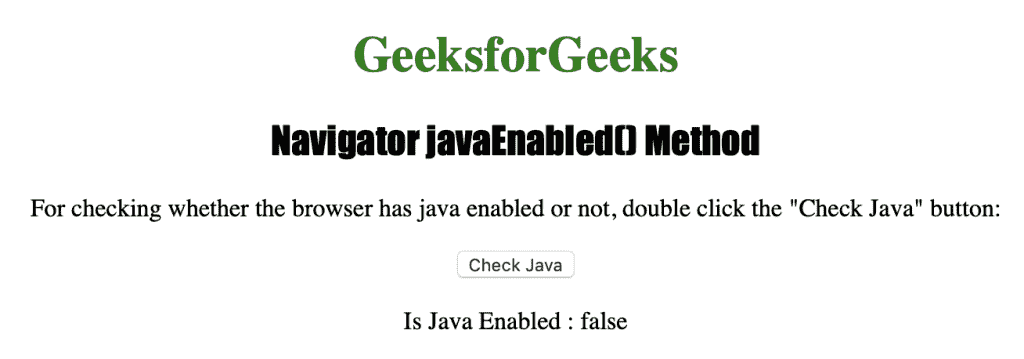 GeeksforGeeks
Navigator javaEnabled() Method
For checking whether the browser has java enabled or not, double click the "Check Java" button:
Check Java
Is Java Enabled : false